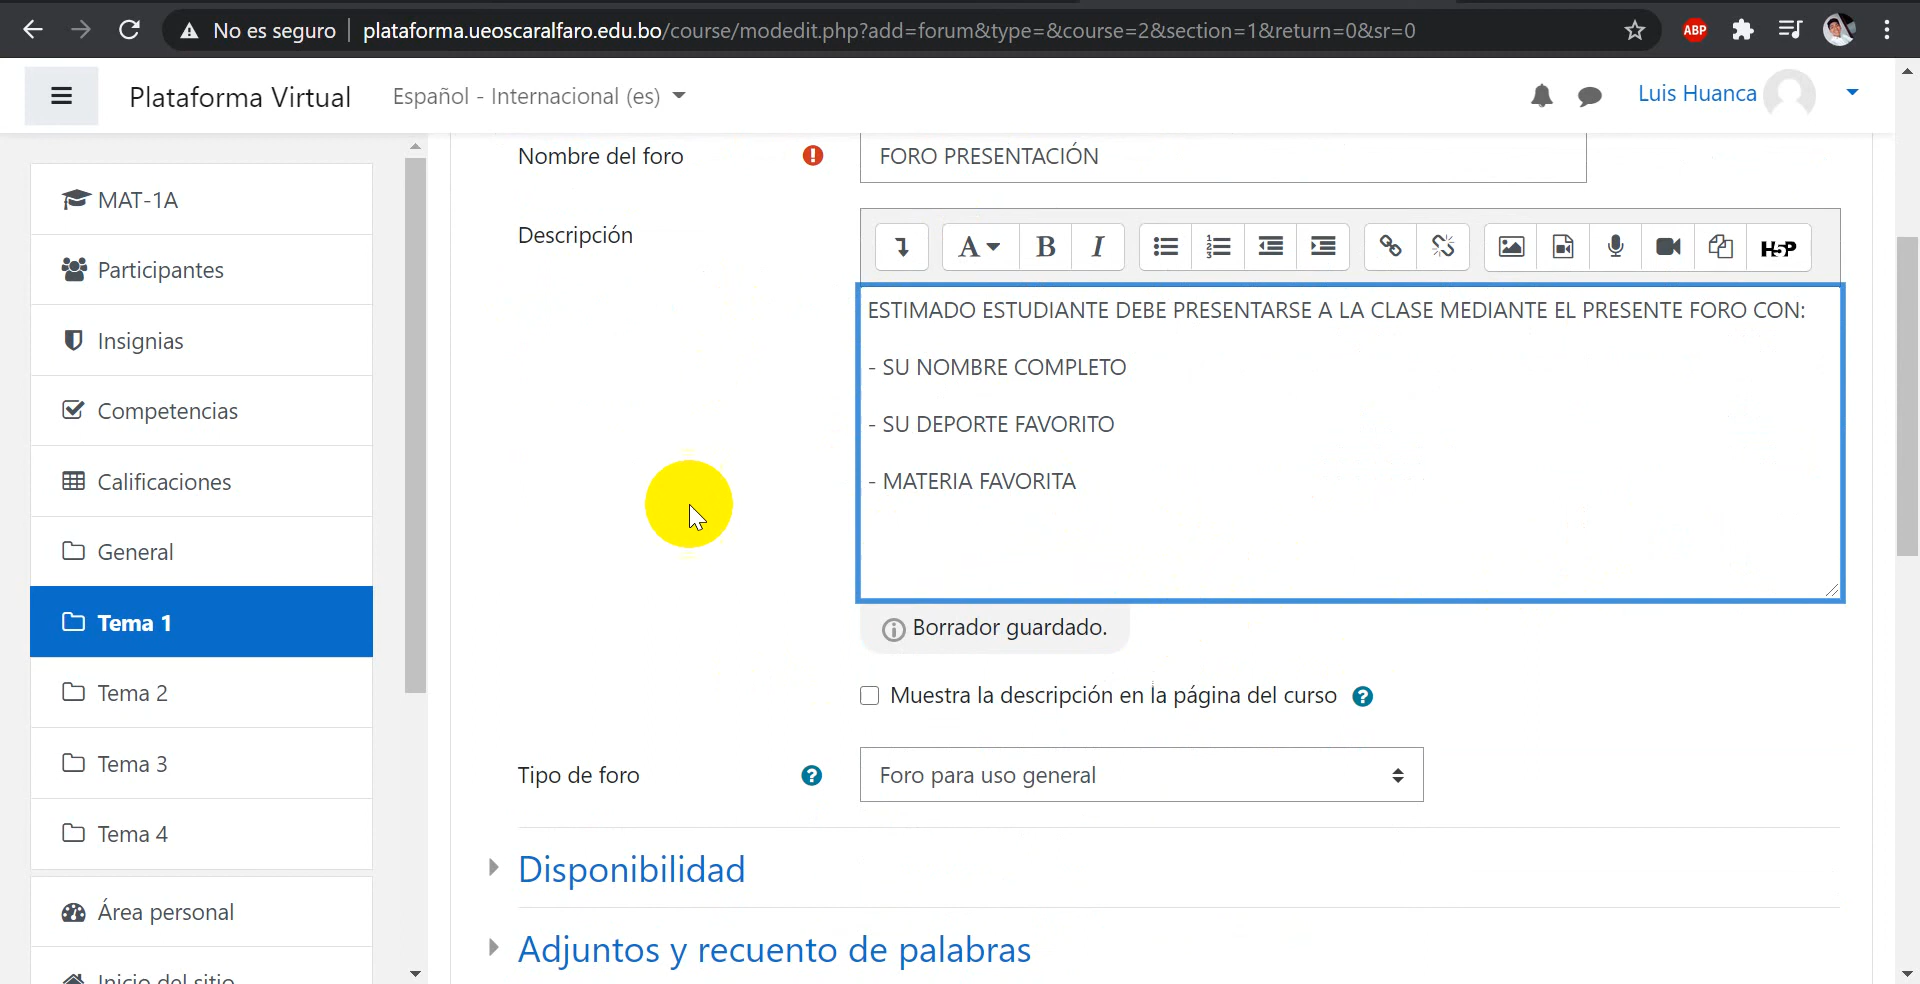 No es seguro
plataforma.ueoscaralfaro.edu.bo/course/modedit.php?add=forum&type=&course=2&section=1&return=0&sr=0
ABP
Plataforma Virtual
Español - Internacional (es)
Luis Huanca
MAT-1A
Participantes
Insignias
Competencias
Calificaciones
General
Tema 1
Tema 2
Tema 3
Tema 4
Área personal
Inicio del sitio
Nombre del foro
FORO PRESENTACIÓN
Descripción
A
B
I
H5P
ESTIMADO ESTUDIANTE DEBE PRESENTARSE A LA CLASE MEDIANTE EL PRESENTE FORO CON:
- SU NOMBRE COMPLETO
- SU DEPORTE FAVORITO
- MATERIA FAVORITA
Borrador guardado.
Muestra la descripción en la página del curso
Tipo de foro
Foro para uso general
Disponibilidad
Adjuntos y recuento de palabras